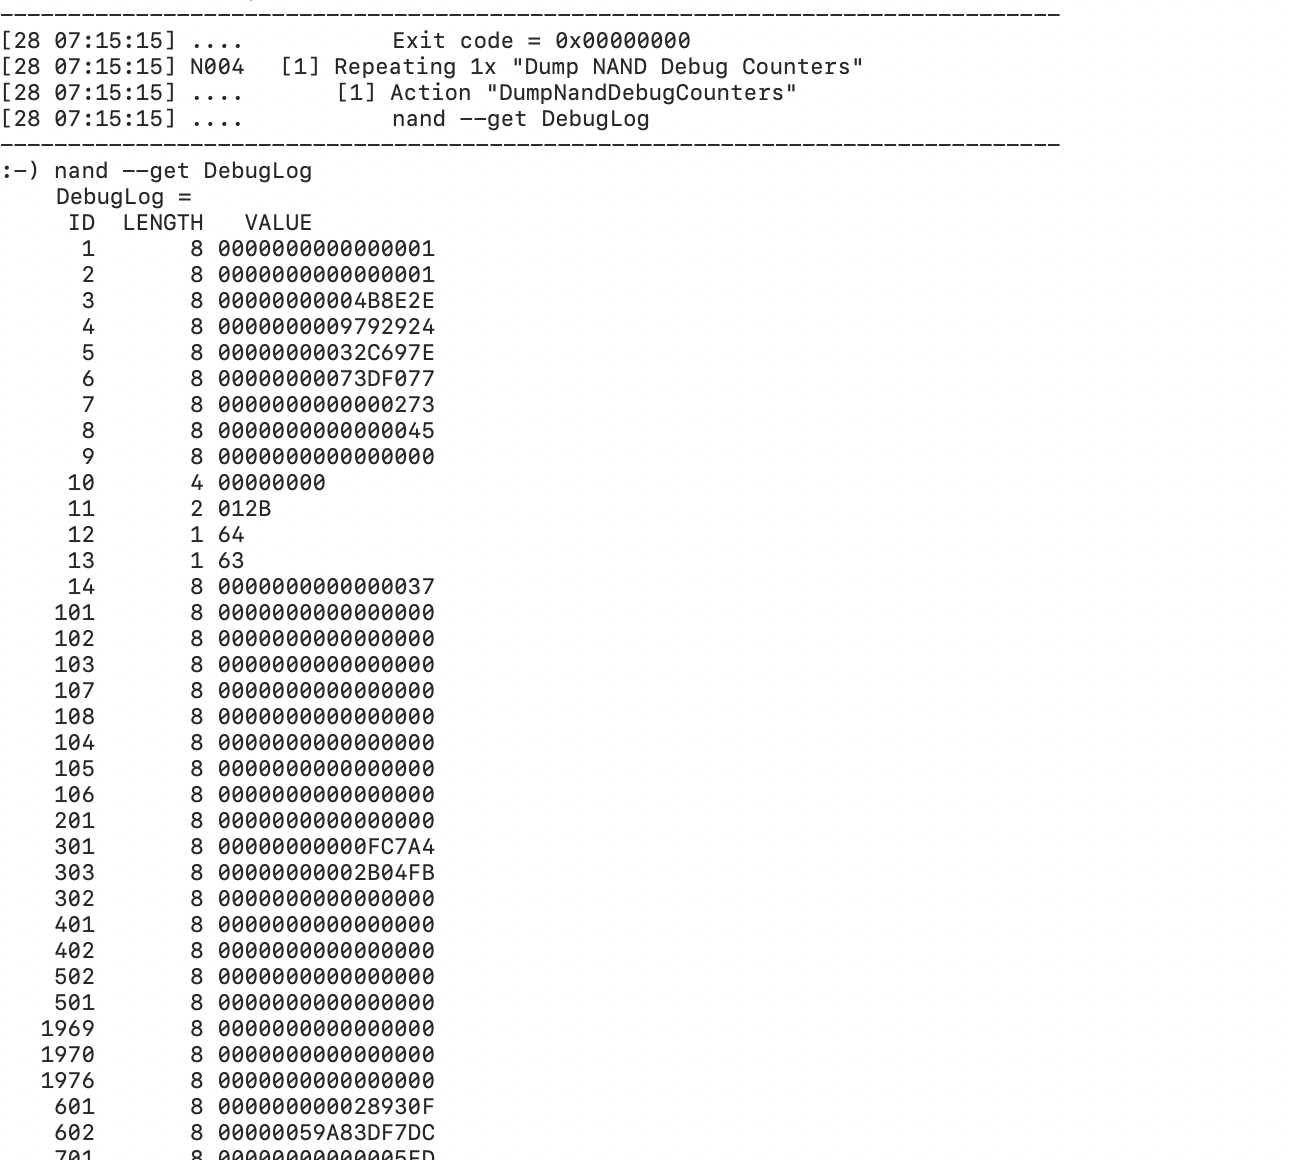 [28 07:15:15] ....           Exit code = 0x00000000
[28 07:15:15] N004   [1] Repeating 1x "Dump NAND Debug Counters"
[28 07:15:15] ....       [1] Action "DumpNandDebugCounters"
[28 07:15:15] ....           nand --get DebugLog
:-) nand --get DebugLog
    DebugLog =
     ID  LENGTH   VALUE
      1       8 0000000000000001
      2       8 0000000000000001
      3       8 00000000004B8E2E
      4       8 0000000009792924
      5       8 00000000032C697E
      6       8 00000000073DF077
      7       8 0000000000000273
      8       8 0000000000000045
      9       8 0000000000000000
     10       4 00000000
     11       2 012B
     12       1 64
     13       1 63
     14       8 0000000000000037
    101       8 0000000000000000
    102       8 0000000000000000
    103       8 0000000000000000
    107       8 0000000000000000
    108       8 0000000000000000
    104       8 0000000000000000
    105       8 0000000000000000
    106       8 0000000000000000
    201       8 0000000000000000
    301       8 00000000000FC7A4
    303       8 00000000002B04FB
    302       8 0000000000000000
    401       8 0000000000000000
    402       8 0000000000000000
    502       8 0000000000000000
    501       8 0000000000000000
   1969       8 0000000000000000
   1970       8 0000000000000000
   1976       8 0000000000000000
    601       8 000000000028930F
    602       8 00000059A83DF7DC
    701       8 00000000000005FD